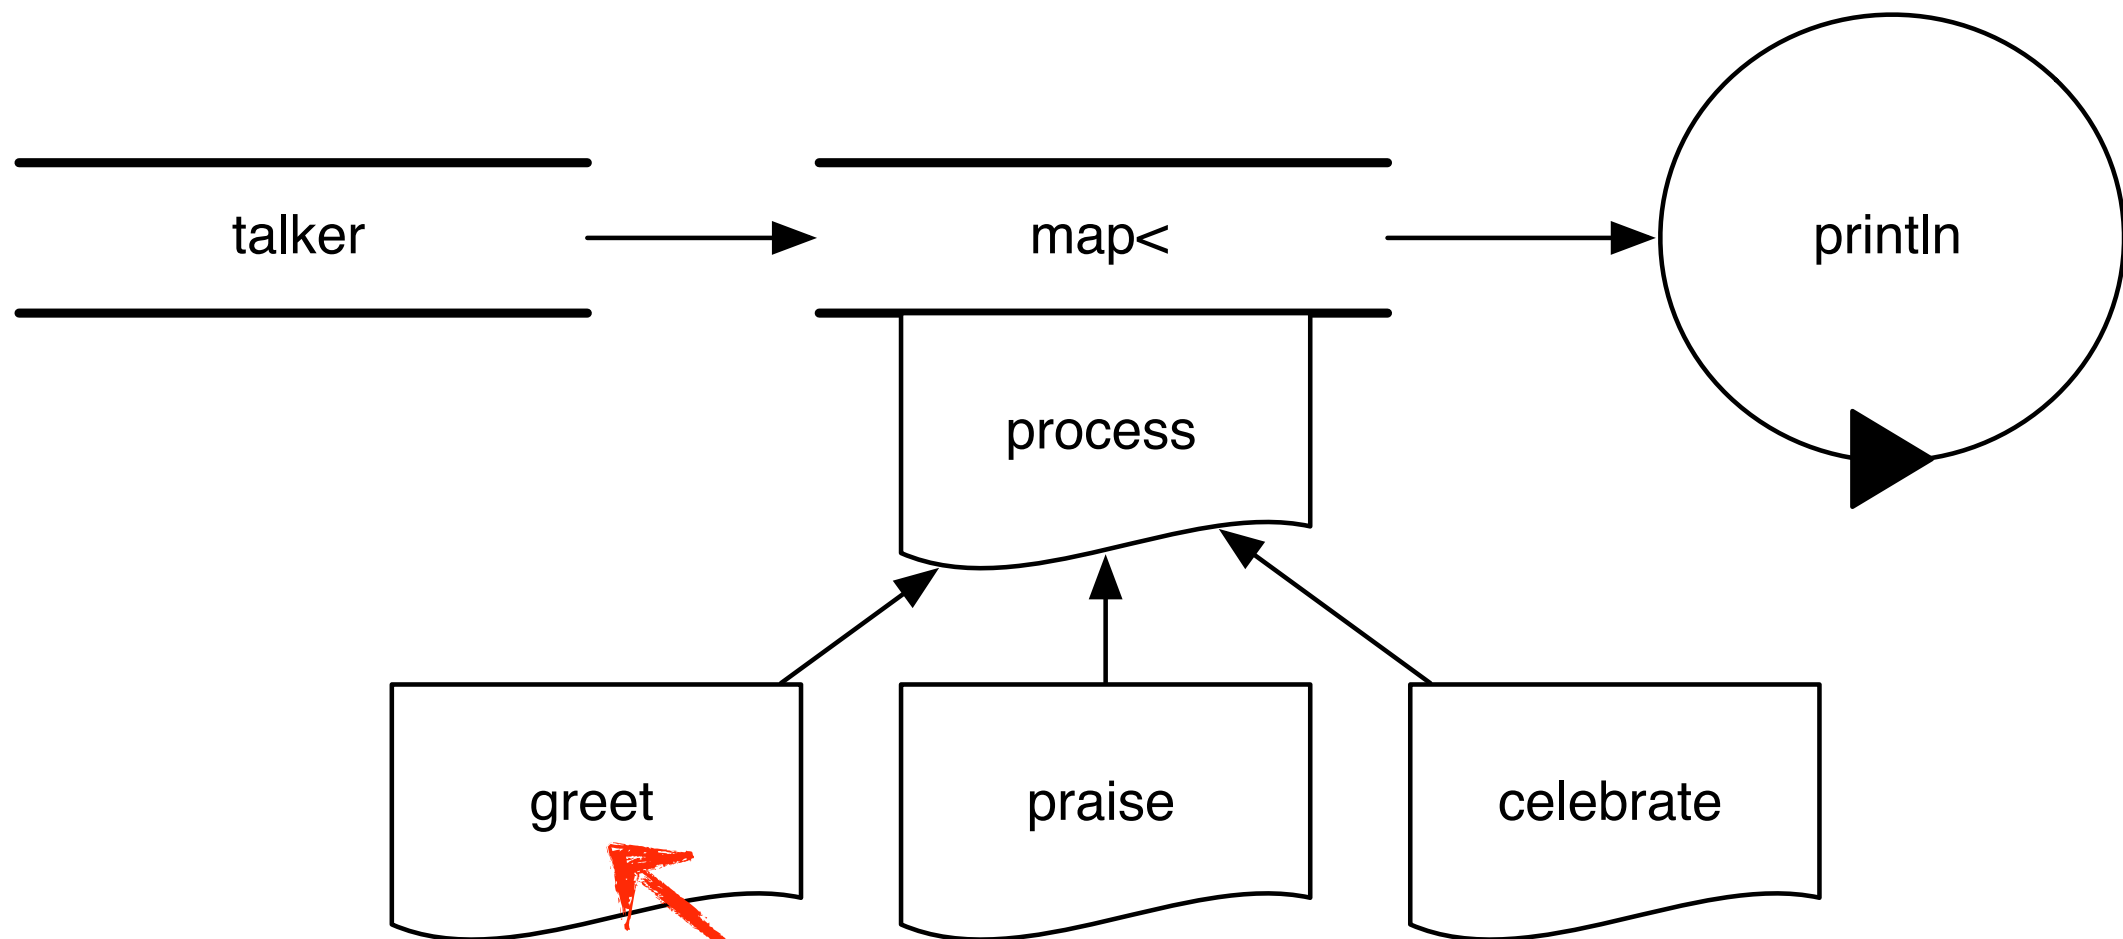 talker
map<
println
process
greet
praise
celebrate